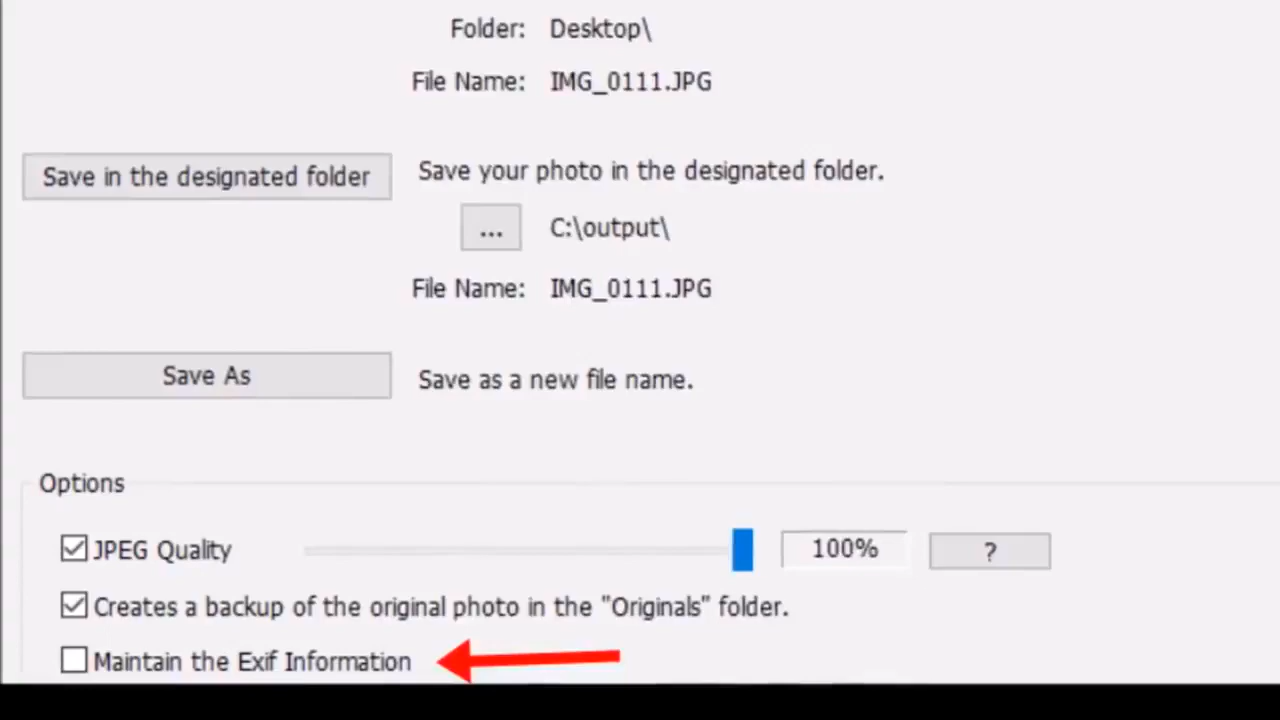 Folder: Desktop\
File Name: IMG_0111.JPG
Save in the designated folder Save your photo in the designated folder.
... C:\output\
File Name: IMG_0111.JPG
Save As Save as a new file name.
Options
JPEG Quality 100% ?
Creates a backup of the original photo in the "Originals" folder.
Maintain the Exif Information